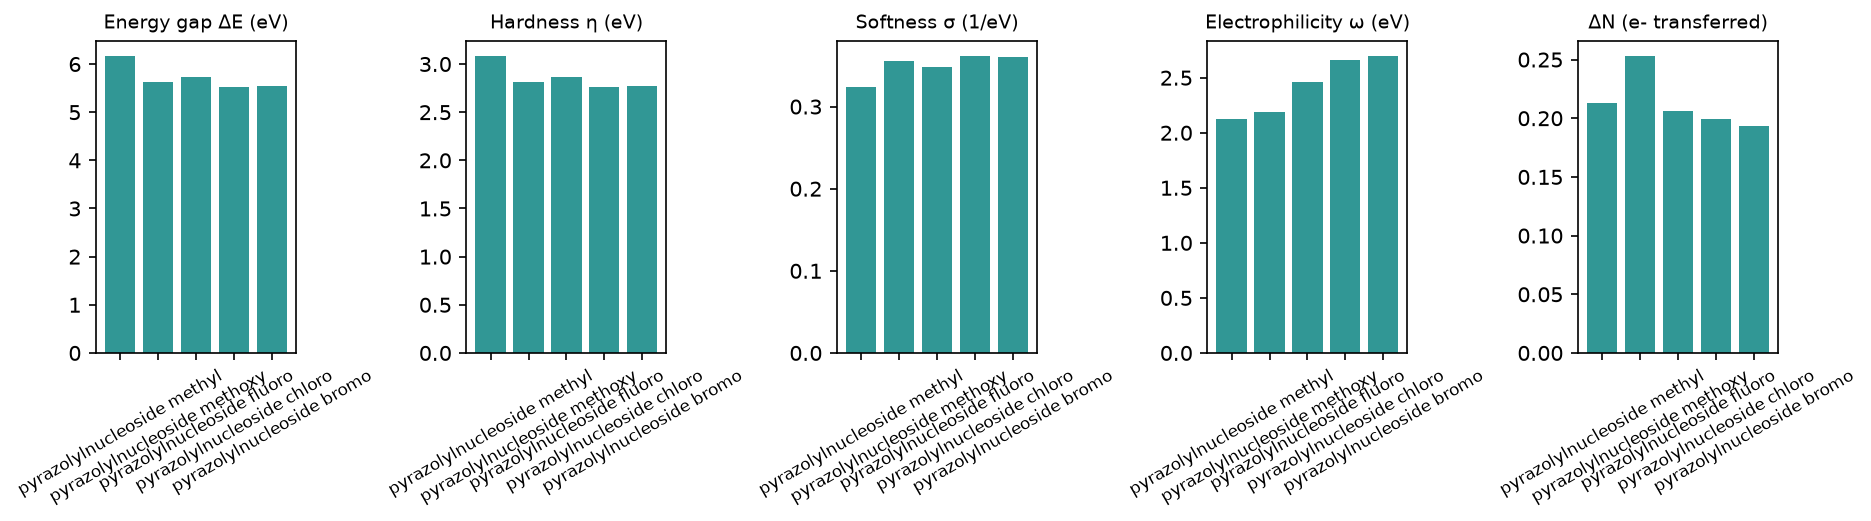 Energy gap ΔE (eV)
6
5
4
3
2
1
0
pyrazolylnucleoside methyl
pyrazolylnucleoside methoxy
pyrazolylnucleoside fluoro
pyrazolylnucleoside chloro
pyrazolylnucleoside bromo
Hardness η (eV)
3.0
2.5
2.0
1.5
1.0
0.5
0.0
pyrazolylnucleoside methyl
pyrazolylnucleoside methoxy
pyrazolylnucleoside fluoro
pyrazolylnucleoside chloro
pyrazolylnucleoside bromo
Softness σ (1/eV)
0.3
0.2
0.1
0.0
pyrazolylnucleoside methyl
pyrazolylnucleoside methoxy
pyrazolylnucleoside fluoro
pyrazolylnucleoside chloro
pyrazolylnucleoside bromo
Electrophilicity ω (eV)
2.5
2.0
1.5
1.0
0.5
0.0
pyrazolylnucleoside methyl
pyrazolylnucleoside methoxy
pyrazolylnucleoside fluoro
pyrazolylnucleoside chloro
pyrazolylnucleoside bromo
ΔN (e- transferred)
0.25
0.20
0.15
0.10
0.05
0.00
pyrazolylnucleoside methyl
pyrazolylnucleoside methoxy
pyrazolylnucleoside fluoro
pyrazolylnucleoside chloro
pyrazolylnucleoside bromo